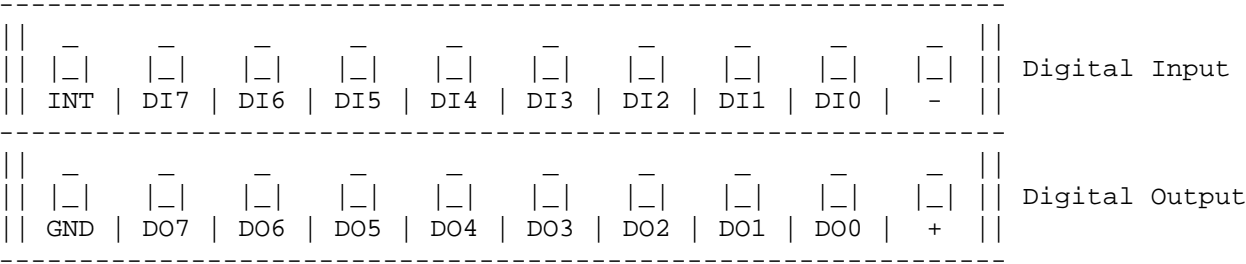 ---------------------------------------------------------------
||  _     _     _     _     _     _     _     _     _     _  ||
|| |_|   |_|   |_|   |_|   |_|   |_|   |_|   |_|   |_|   |_| || Digital Input
|| INT | DI7 | DI6 | DI5 | DI4 | DI3 | DI2 | DI1 | DI0 |  -  ||
---------------------------------------------------------------
||  _     _     _     _     _     _     _     _     _     _  ||
|| |_|   |_|   |_|   |_|   |_|   |_|   |_|   |_|   |_|   |_| || Digital Output
|| GND | DO7 | DO6 | DO5 | DO4 | DO3 | DO2 | DO1 | DO0 |  +  ||
---------------------------------------------------------------